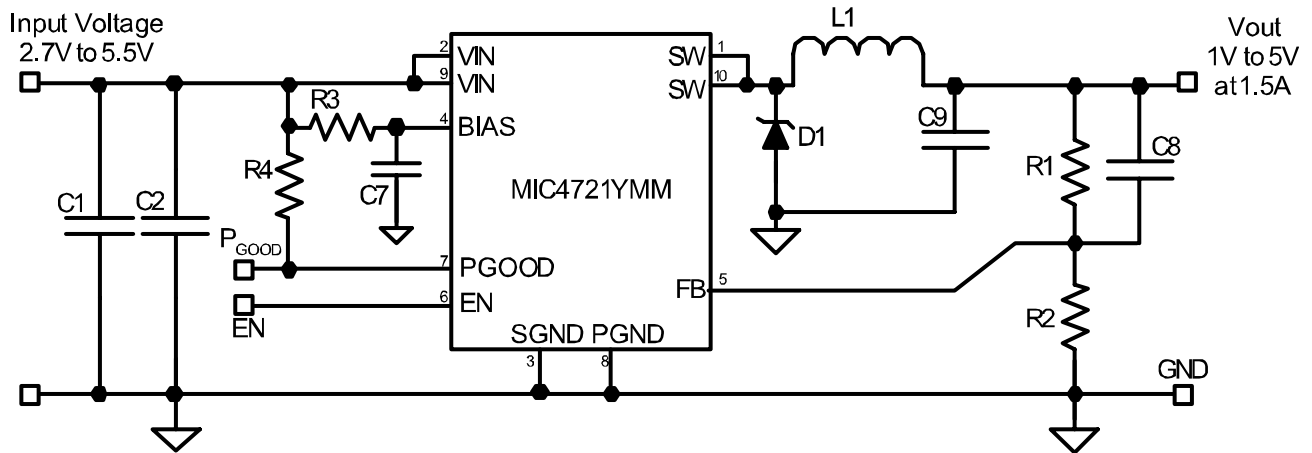 Input Voltage
2.7V to 5.5V
L1
Vout
1V to 5V
at 1.5A
2
VIN
9
VIN
1
SW
10
SW
R3
4
BIAS
C9
D1
R4
C7
MIC4721YMM
R1
C8
C1
C2
PGOOD
7
PGOOD
6
EN
EN
FB
5
R2
SGND PGND
3
8
GND